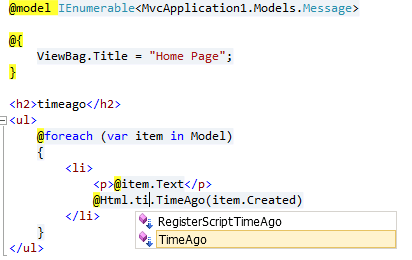 @model IEnumerable<MvcApplication1.Models.Message>
@{
ViewBag.Title = "Home Page";
}
<h2>timeago</h2>
<ul>
@foreach (var item in Model)
{
<li>
<p>@item.Text</p>
@Html.ti.TimeAgo(item.Created)
</li>
RegisterScriptTimeAgo
}
TimeAgo
</ul>